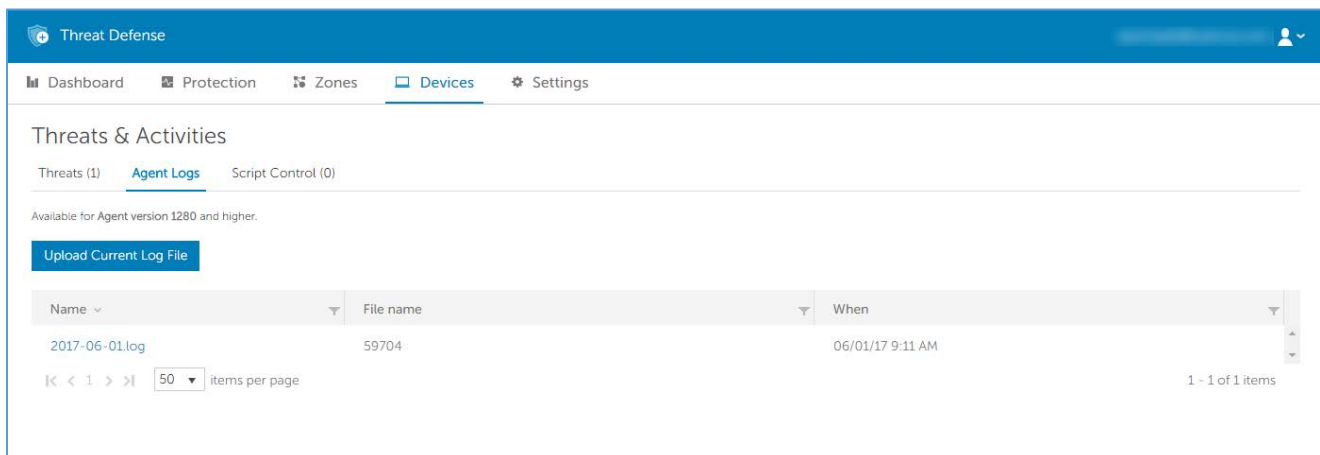 Threat Defense
Dashboard Protection Zones Devices Settings
Threats & Activities
Threats (1) Agent Logs Script Control (0)
Available for Agent version 1280 and higher.
Upload Current Log File
Name File name When
2017-06-01.log 59704 06/01/17 9:11 AM
1 50 items per page 1 - 1 of 1 items